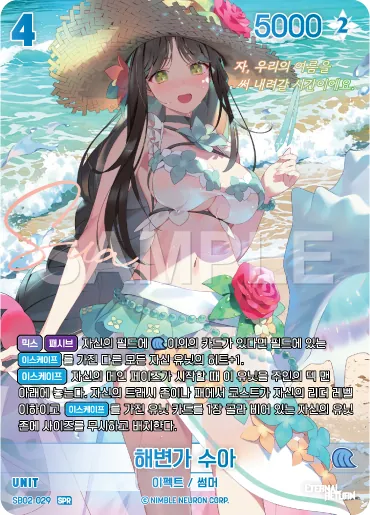 4
5000 2
자, 우리의 여름을
써 내려갈 시간이에요.
Sua
SAMPLE
믹스 패시브 자신의 필드에 이외의 카드가 있다면 필드에 있는
이스케이프 를 가진 다른 모든 자신 유닛의 히트+1.
이스케이프 자신의 메인 페이즈가 시작할 때 이 유닛을 주인의 덱 맨
아래에 놓는다. 자신의 트래시 존이나 패에서 코스트가 자신의 리더 레벨
이하이고 이스케이프 를 가진 유닛 카드를 1장 골라 비어 있는 자신의 유닛
존에 사이즈를 무시하고 배치한다.
해변가 수아
UNIT
이펙트 / 썸머
SB02-029 SPR
© NIMBLE NEURON CORP.
ETERNAL
RETURN